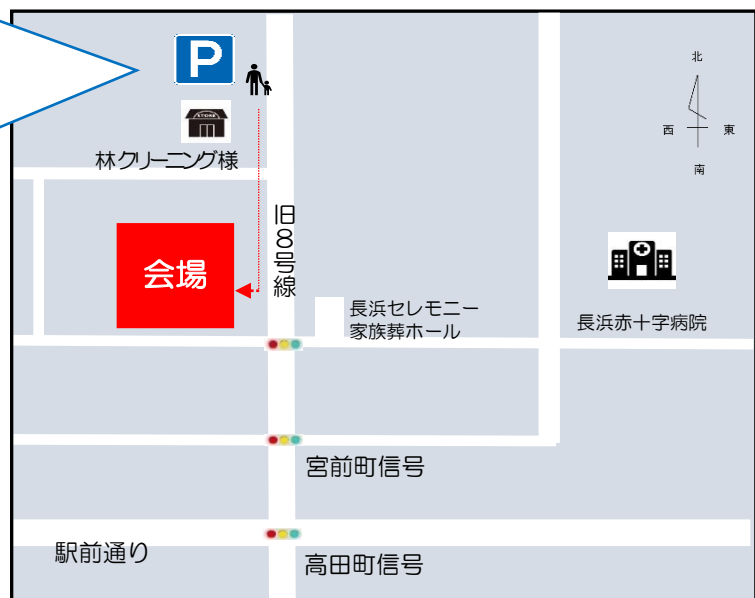 P
北
西 東
南
STORE
林クリーニング様
旧8号線
会場
長浜セレモニー
家族葬ホール
長浜赤十字病院
宮前町信号
駅前通り
高田町信号